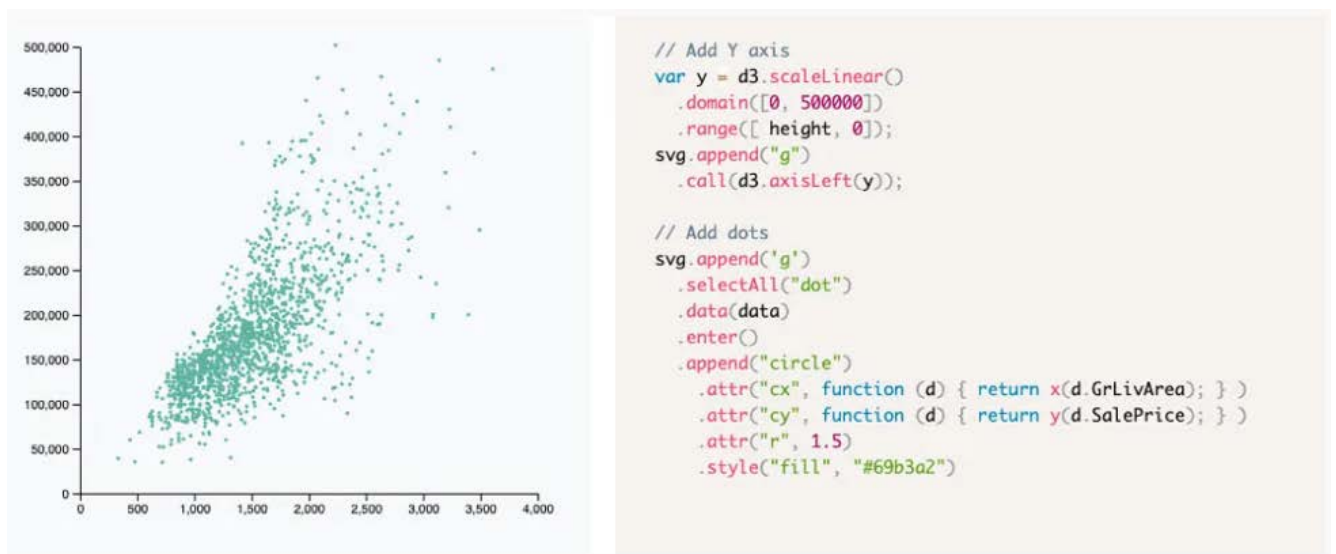 500,000
450,000
400,000
350,000
300,000
250,000
200,000
150,000
100,000
50,000
0
0 500 1,000 1,500 2,000 2,500 3,000 3,500 4,000
// Add Y axis
var y = d3.scaleLinear()
  .domain([0, 500000])
  .range([ height, 0]);
svg.append("g")
  .call(d3.axisLeft(y));
// Add dots
svg.append('g')
  .selectAll("dot")
  .data(data)
  .enter()
  .append("circle")
    .attr("cx", function (d) { return x(d.GrLivArea); } )
    .attr("cy", function (d) { return y(d.SalePrice); } )
    .attr("r", 1.5)
    .style("fill", "#69b3a2")